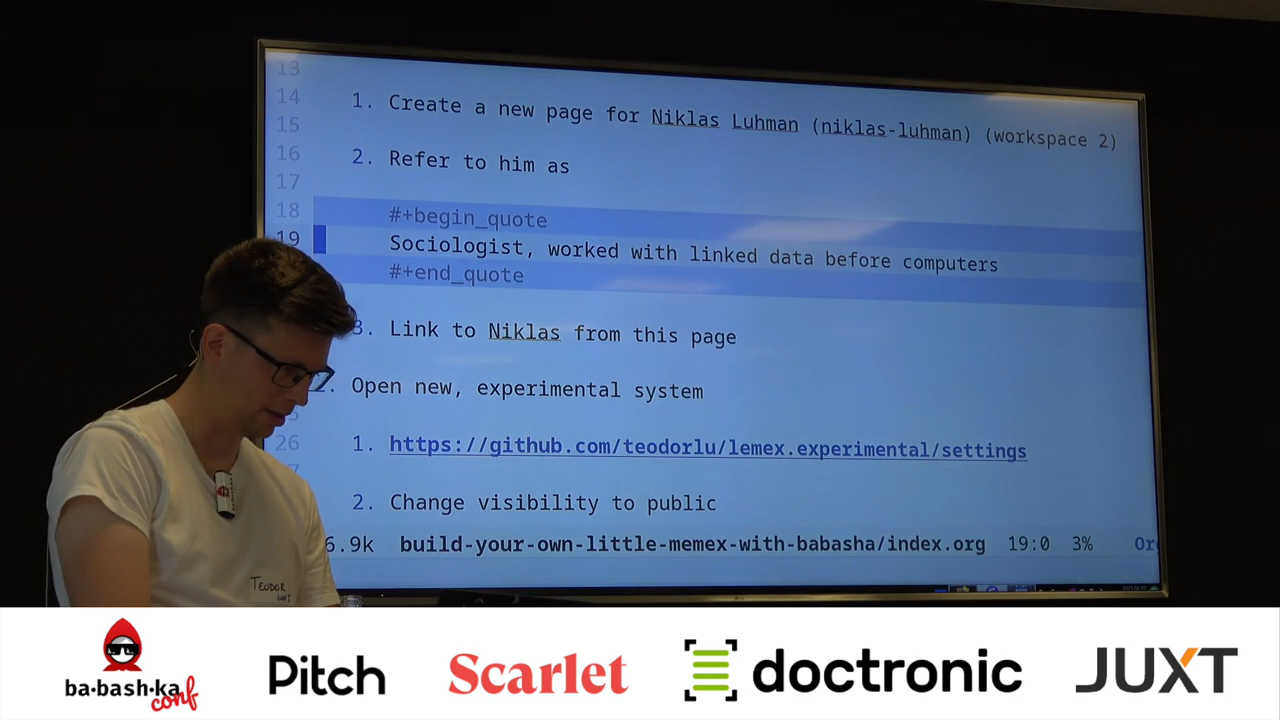 13
14 1. Create a new page for Niklas Luhman (niklas-luhman) (workspace 2)
15
16 2. Refer to him as
17
18 #+begin_quote
19 Sociologist, worked with linked data before computers
#+end_quote
3. Link to Niklas from this page
2. Open new, experimental system
26 1. https://github.com/teodorlu/lemex.experimental/settings
2. Change visibility to public
6.9k build-your-own-little-memex-with-babasha/index.org 19:0 3% Org
TEODOR
ba·bash·ka conf
Pitch
Scarlet
doctronic
JUXT